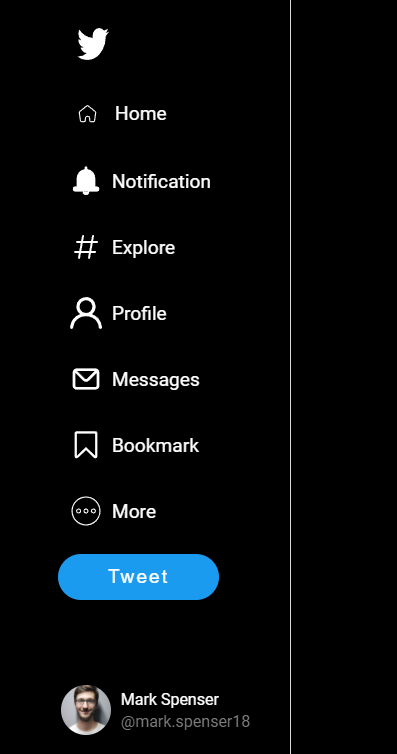 Home
Notification
Explore
Profile
Messages
Bookmark
More
Tweet
Mark Spenser
@mark.spenser18